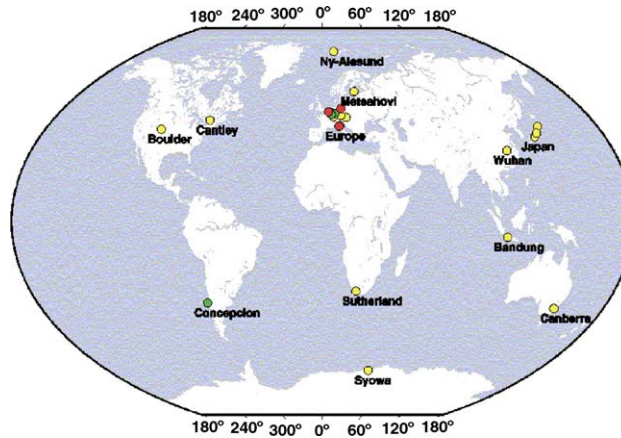 180° 240° 300° 0° 60° 120° 180°
Ny-Alesund
Metsahovi
Boulder
Cantley
Europe
Japan
Wuhan
Bandung
Sutherland
Concepcion
Canberra
Syowa
180° 240° 300° 0° 60° 120° 180°